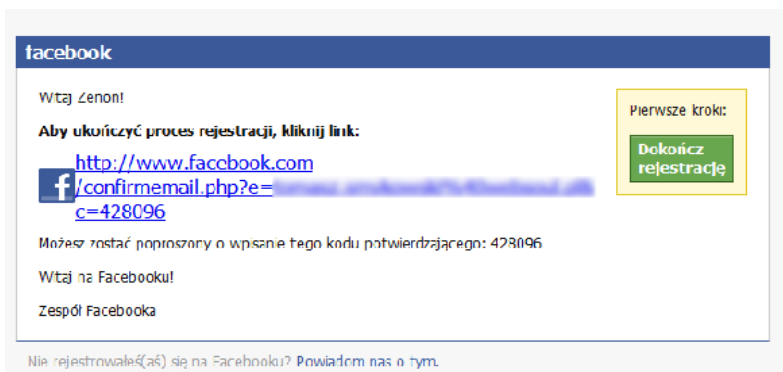 facebook
Witaj Zenon!
Aby ukończyć proces rejestracji, kliknij link:
http://www.facebook.com
/confirmemail.php?e=
c=428096
Możesz zostać poproszony o wpisanie tego kodu potwierdzającego: 428096
Witaj na Facebooku!
Zespół Facebooka
Pierwsze kroki:
Dokończ
rejestrację
Nie rejestrowałeś(aś) się na Facebooku? Powiadom nas o tym.